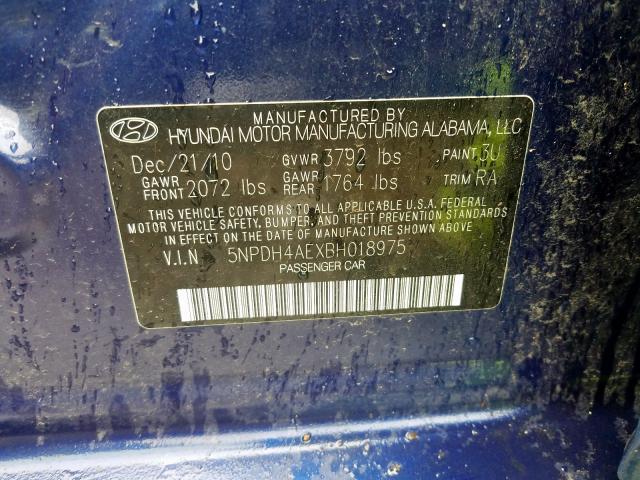 MANUFACTURED BY
HYUNDAI MOTOR MANUFACTURING ALABAMA, LLC
Dec/21/10 GVWR 3792 lbs PAINT 3U
GAWR FRONT 2072 lbs GAWR REAR 1764 lbs TRIM RA
THIS VEHICLE CONFORMS TO ALL APPLICABLE U.S. FEDERAL
MOTOR VEHICLE SAFETY, BUMPER, AND THEFT PREVENTION STANDARDS
IN EFFECT ON THE DATE OF MANUFACTURE SHOWN ABOVE.
V.I.N 5NPDH4AEXBH018975
PASSENGER CAR